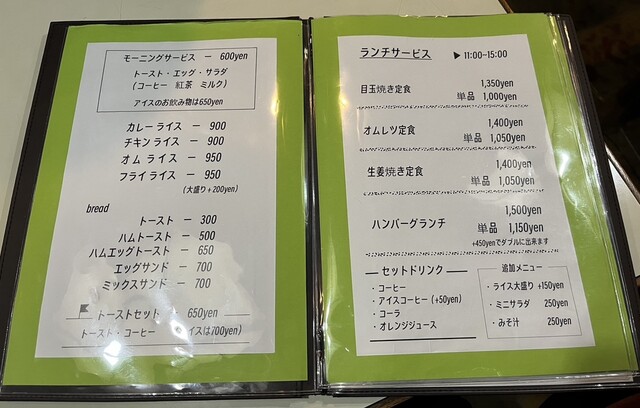 モーニングサービス － 600yen
トースト・エッグ・サラダ
(コーヒー 紅茶 ミルク)
アイスのお飲み物は650yen
カレーライス － 900
チキンライス － 900
オムライス － 950
フライライス － 950
(大盛り+200yen)
bread
トースト － 300
ハムトースト － 500
ハムエッグトースト － 650
エッグサンド － 700
ミックスサンド － 700
トーストセット － 650yen
トースト・コーヒー イスは700yen)
ランチサービス ▶11:00-15:00
目玉焼き定食 1,350yen
単品 1,000yen
オムレツ定食 1,400yen
単品 1,050yen
生姜焼き定食 1,400yen
単品 1,050yen
ハンバーグランチ 1,500yen
単品 1,150yen
+450yenでダブルに出来ます
セットドリンク
・コーヒー
・アイスコーヒー (+50yen)
・コーラ
・オレンジジュース
追加メニュー
・ライス大盛り +150yen
・ミニサラダ 250yen
・みそ汁 250yen